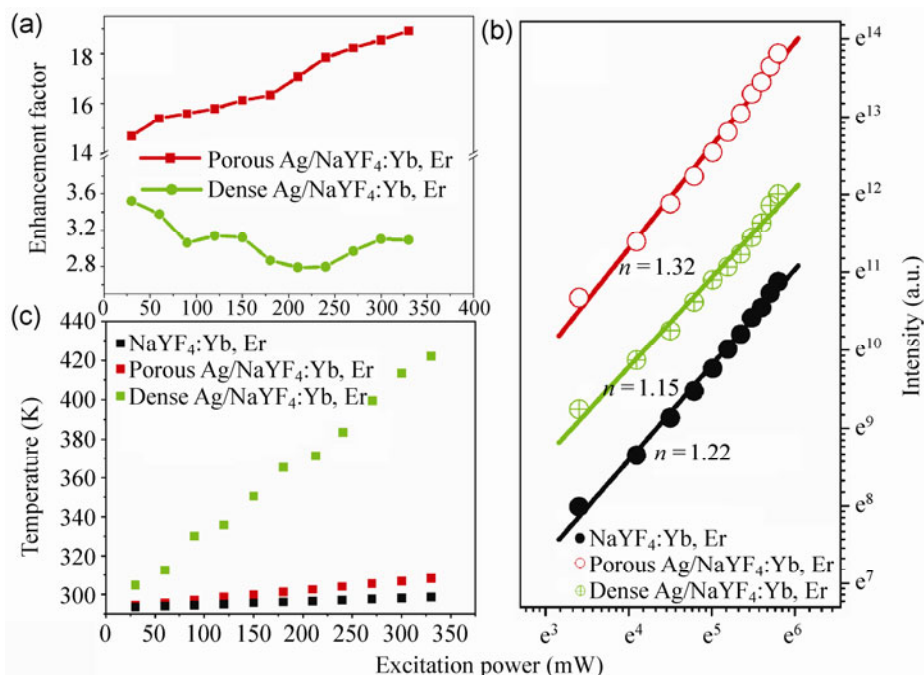 (a)
Enhancement factor
18
16
14
3.6
3.2
2.8
Porous Ag/NaYF₄:Yb, Er
Dense Ag/NaYF₄:Yb, Er
0 50 100 150 200 250 300 350 400
(c)
Temperature (K)
440
420
400
380
360
340
320
300
NaYF₄:Yb, Er
Porous Ag/NaYF₄:Yb, Er
Dense Ag/NaYF₄:Yb, Er
0 50 100 150 200 250 300 350
Excitation power (mW)
(b)
n = 1.32
n = 1.15
n = 1.22
NaYF₄:Yb, Er
Porous Ag/NaYF₄:Yb, Er
Dense Ag/NaYF₄:Yb, Er
e³ e⁴ e⁵ e⁶
e¹⁴
e¹³
e¹²
e¹¹
e¹⁰
e⁹
e⁸
e⁷
Intensity (a.u.)